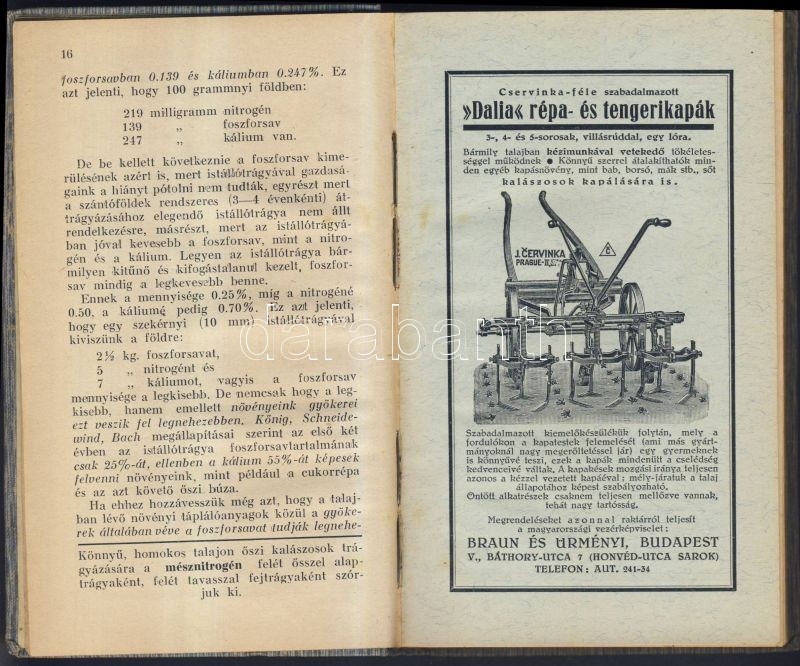 16
foszforsavban 0.139 és káliumban 0.247%. Ez
azt jelenti, hogy 100 grammnyi földben:
219 milligramm nitrogén
139 „ foszforsav
247 „ kálium van.
De be kellett következnie a foszforsav kime-
rülésének azért is, mert istállótrágyával gazdasá-
gaink a hiányt pótolni nem tudták, egyrészt mert
a szántóföldek rendszeres (3—4 évenkénti) át-
trágyázásához elegendő istállótrágya nem állt
rendelkezésre, másrészt, mert az istállótrágyá-
ban jóval kevesebb a foszforsav, mint a nitro-
gén és a kálium. Legyen az istállótrágya bár-
milyen kitűnő és kifogástalanul kezelt, foszfor-
sav mindig a legkevesebb benne.
Ennek a mennyisége 0.25%, míg a nitrogéné
0.50, a káliumé pedig 0.70%. Ez azt jelenti,
hogy egy szekérnyi (10 mm) istállótrágyával
kiviszünk a földre:
2½ kg. foszforsavat,
5 „ nitrogént és
7 „ káliumot, vagyis a foszforsav
mennyisége a legkisebb. De nemcsak hogy a leg-
kisebb, hanem emellett növényeink gyökerei
ezt veszik fel legnehezebben. König, Schneide-
wind, Bach megállapításai szerint az első két
évben az istállótrágya foszforsavtartalmának
csak 25%-át, ellenben a kálium 55%-át képesek
felvenni növényeink, mint például a cukorrépa
és az azt követő őszi búza.
Ha ehhez hozzávesszük még azt, hogy a talaj-
ban lévő növényi táplálóanyagok közül a gyöke-
rek általában véve a foszforsavat tudják legnehe-
Könnyű, homokos talajon őszi kalászosok trá-
gyázására a mésznitrogén felét ősszel alap-
trágyaként, felét tavasszal fejtrágyaként szór-
juk ki.
Cservinka-féle szabadalmazott
»Dalia« répa- és tengerikapák
3-, 4- és 5-sorosak, villásrúddal, egy lóra.
Bármily talajban kézimunkával vetekedő tökéletes-
séggel működnek ● Könnyű szerrel átalakíthatók min-
den egyéb kapásnövény, mint bab, borsó, mák stb., sőt
kalászosok kapálására is.
J. ČERVINKA
PRAGUE-II
C
Szabadalmazott kiemelőkészülékük folytán, mely a
fordulókon a kapatestek felemelését (ami más gyárt-
mányoknál nagy megerőltetéssel jár) egy gyermeknek
is könnyűvé teszi, ezek a kapák mindenütt a cselédség
kedvenceivé váltak. A kapakések mozgási iránya teljesen
azonos a kézzel vezetett kapáéval; mély-járatuk a talaj
állapotához képest szabályozható.
Öntött alkatrészek csaknem teljesen mellőzve vannak,
tehát nagy tartósság.
Megrendeléseket azonnal raktárról teljesít
a magyarországi vezérképviselet:
BRAUN ÉS ÜRMÉNYI, BUDAPEST
V., BÁTHORY-UTCA 7 (HONVÉD-UTCA SAROK)
TELEFON: AUT. 241-34
darabanth